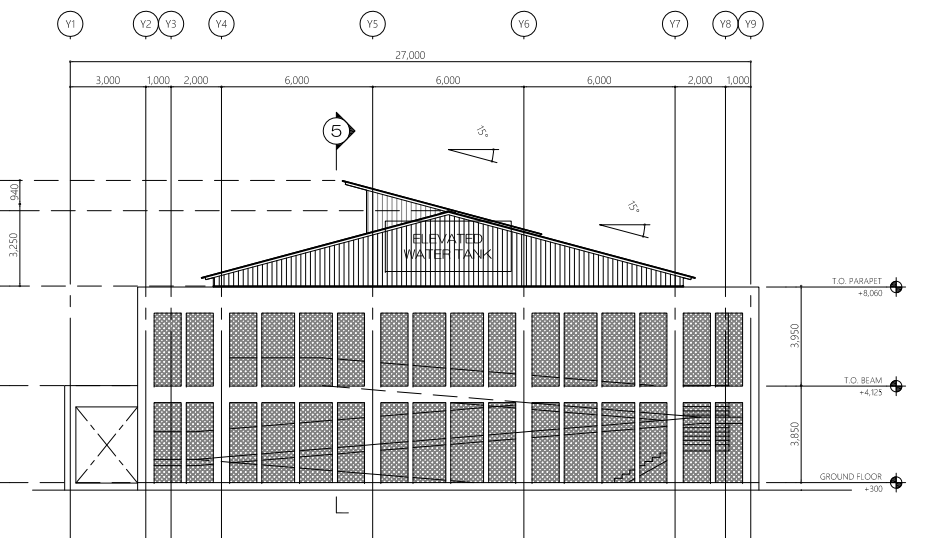 Y1 Y2 Y3 Y4 Y5 Y6 Y7 Y8 Y9
27,000
3,000 1,000 2,000 6,000 6,000 6,000 2,000 1,000
5
15°
15°
940
3,250
ELEVATED
WATER TANK
T.O. PARAPET
+8,060
3,950
T.O. BEAM
+4,125
3,850
GROUND FLOOR
+300